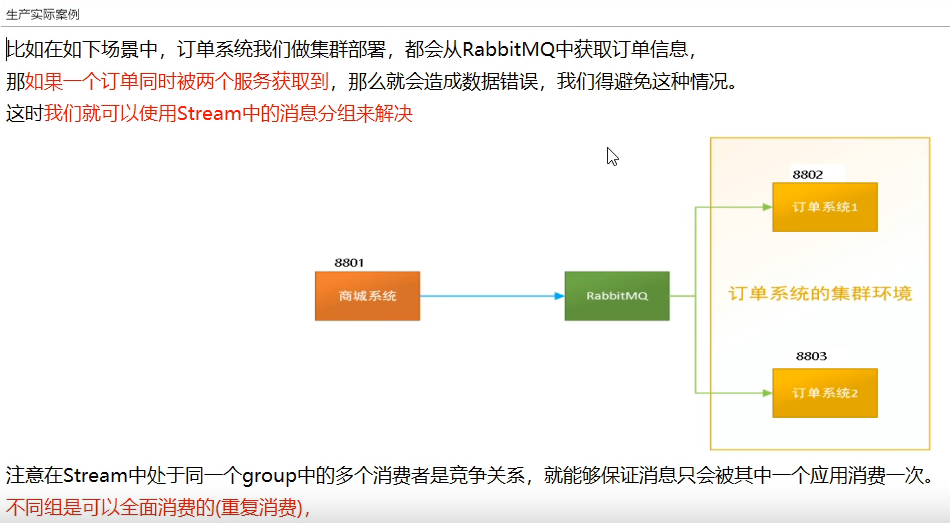 生产实际案例
比如在如下场景中，订单系统我们做集群部署，都会从RabbitMQ中获取订单信息，
那如果一个订单同时被两个服务获取到，那么就会造成数据错误，我们得避免这种情况。
这时我们就可以使用Stream中的消息分组来解决
8802
订单系统1
8801
商城系统
RabbitMQ
订单系统的集群环境
8803
订单系统2
注意在Stream中处于同一个group中的多个消费者是竞争关系，就能够保证消息只会被其中一个应用消费一次。
不同组是可以全面消费的(重复消费)，